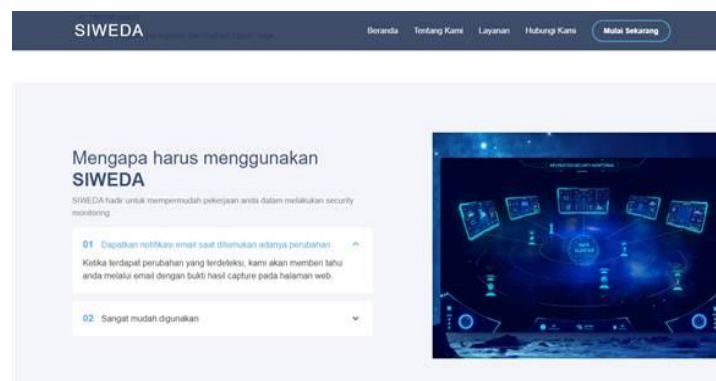 SIWEDA
Beranda Tentang Kami Layanan Hubungi Kami Mulai Sekarang
Mengapa harus menggunakan
SIWEDA
SIWEDA hadir untuk mempermudah pekerjaan anda dalam melakukan security
monitoring
01 Dapatkan notifikasi email saat ditemukan adanya perubahan
Ketika terdapat perubahan yang terdeteksi, kami akan memberi tahu
anda melalui email dengan bukti hasil capture pada halaman web.
02 Sangat mudah digunakan